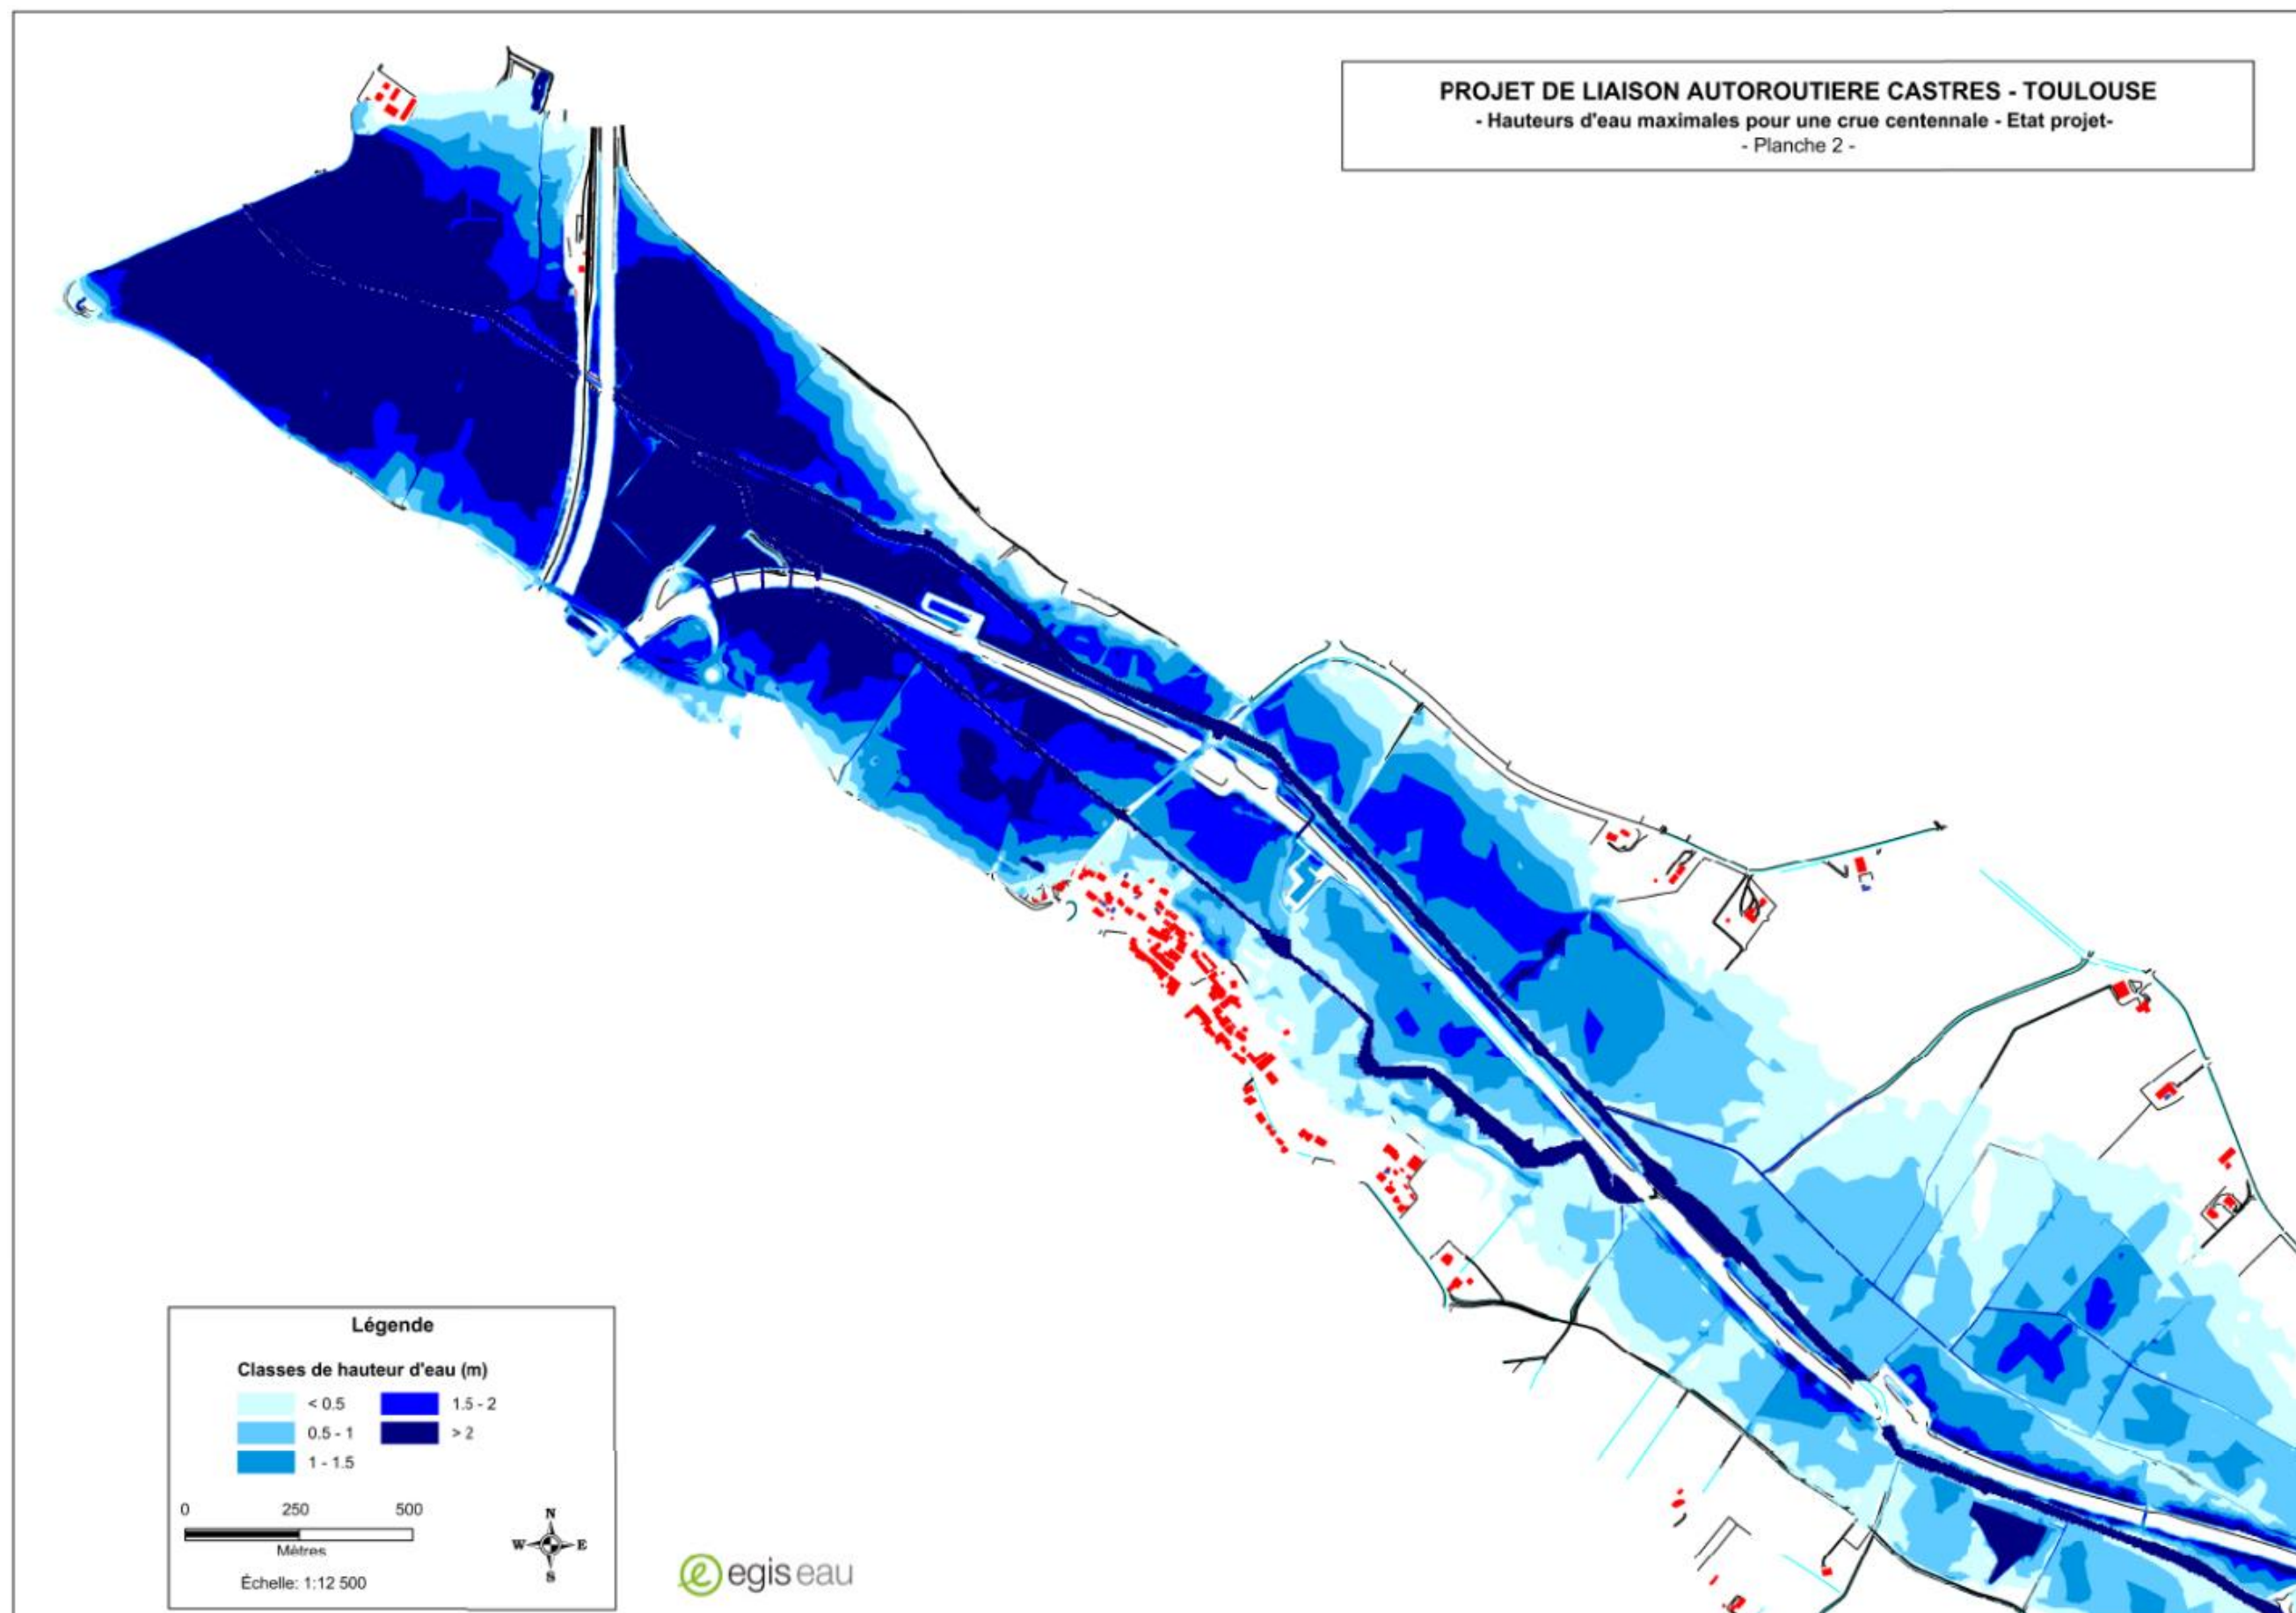 PROJET DE LIAISON AUTOROUTIERE CASTRES - TOULOUSE
- Hauteurs d'eau maximales pour une crue centennale - Etat projet-
- Planche 2 -
Légende
Classes de hauteur d'eau (m)
< 0.5 1.5 - 2
0.5 - 1 > 2
1 - 1.5
0 250 500
Mètres
Échelle: 1:12 500
N
W E
S
egis eau